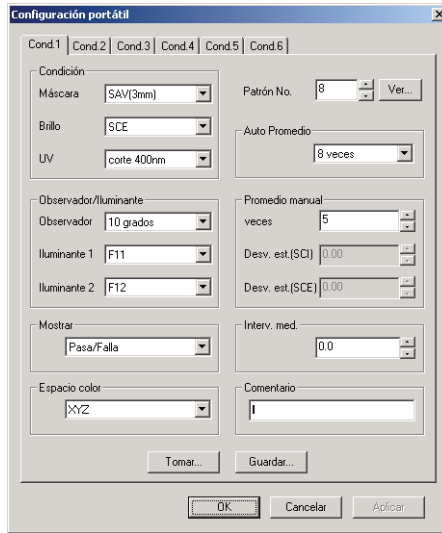 Configuración portátil
Cond.1 Cond.2 Cond.3 Cond.4 Cond.5 Cond.6
Condición
Máscara SAV(3mm)
Brillo SCE
UV corte 400nm
Patrón No. 8 Ver...
Auto Promedio
8 veces
Observador/Iluminante
Observador 10 grados
Iluminante 1 F11
Iluminante 2 F12
Promedio manual
veces 5
Desv. est.(SCI) 0.00
Desv. est.(SCE) 0.00
Mostrar
Pasa/Falla
Interv. med.
0.0
Espacio color
XYZ
Comentario
Tomar... Guardar...
OK Cancelar Aplicar